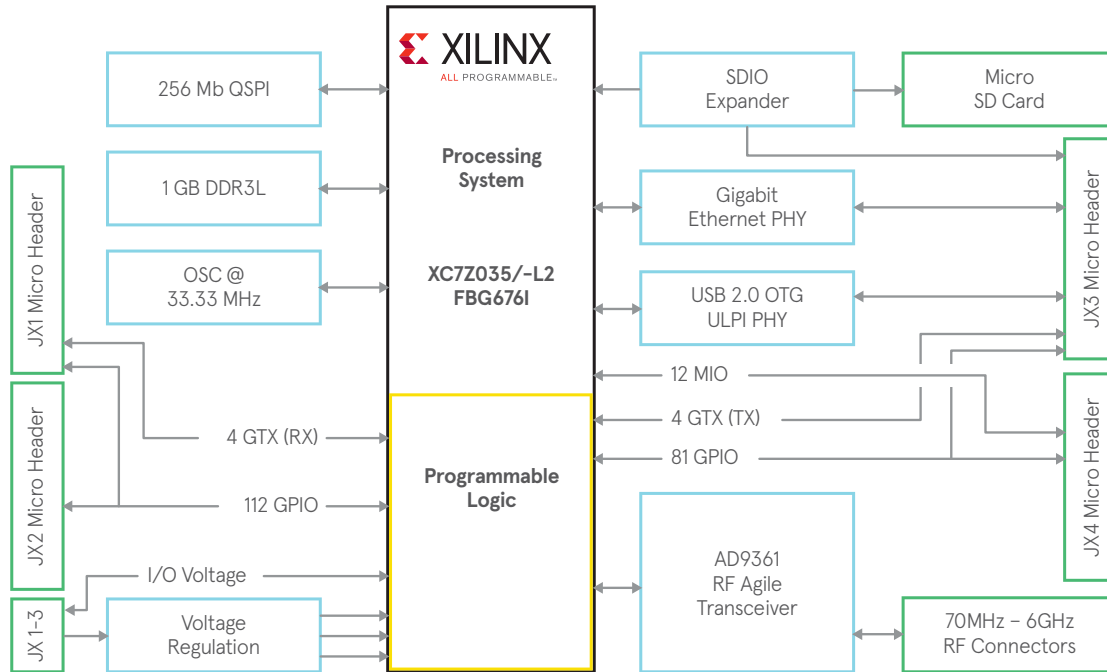 XILINX
ALL PROGRAMMABLE™
256 Mb QSPI
1 GB DDR3L
OSC @
33.33 MHz
JX1 Micro Header
JX2 Micro Header
4 GTX (RX)
112 GPIO
I/O Voltage
JX 1-3
Voltage
Regulation
Processing
System
XC7Z035/-L2
FBG676I
Programmable
Logic
SDIO
Expander
Micro
SD Card
Gigabit
Ethernet PHY
USB 2.0 OTG
ULPI PHY
JX3 Micro Header
12 MIO
4 GTX (TX)
81 GPIO
JX4 Micro Header
AD9361
RF Agile
Transceiver
70MHz – 6GHz
RF Connectors